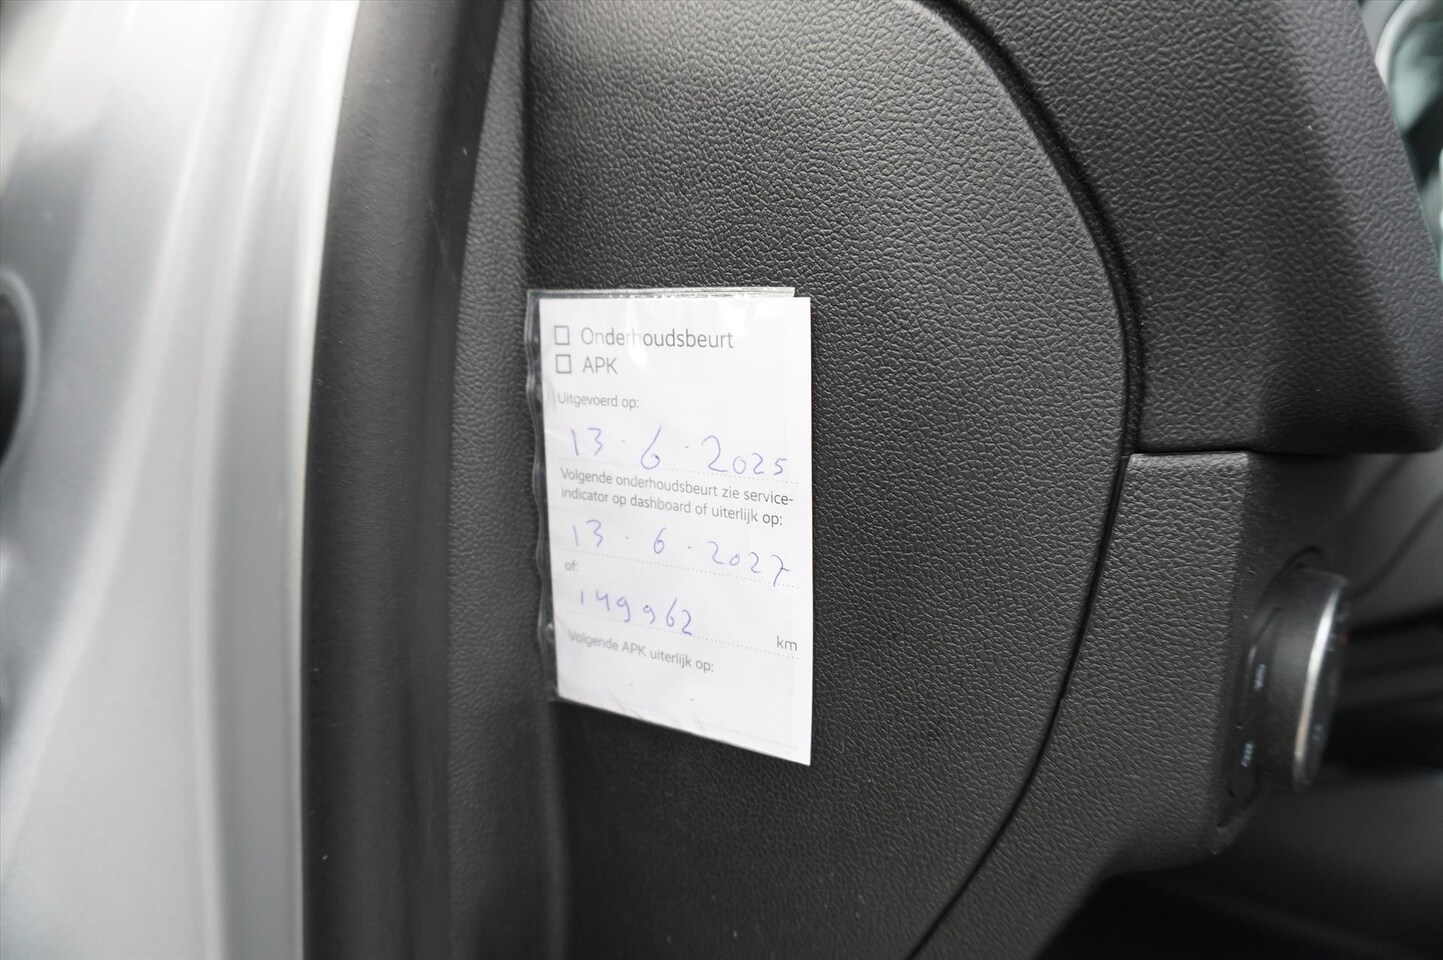 Onderhoudsbeurt
APK
Uitgevoerd op:
13 · 6 · 2025
Volgende onderhoudsbeurt zie service-
indicator op dashboard of uiterlijk op:
13 · 6 · 2027
of:
149962 km
Volgende APK uiterlijk op: